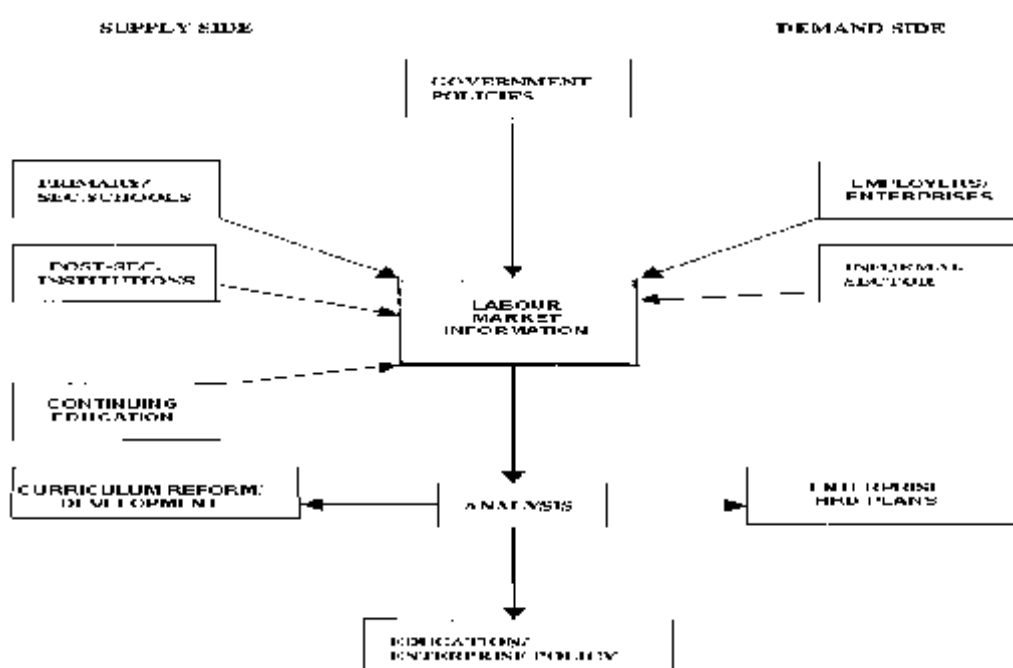 SUPPLY SIDE
DEMAND SIDE
GOVERNMENT
POLICIES
PRIMARY/
SEC.SCHOOLS
EMPLOYERS/
ENTERPRISES
POST-SEC.
INSTITUTIONS
INFORMAL
SECTOR
LABOUR
MARKET
INFORMATION
CONTINUING
EDUCATION
CURRICULUM REFORM/
DEVELOPMENT
ANALYSIS
ENTERPRISE
HRD PLANS
EDUCATION/
ENTERPRISE POLICY